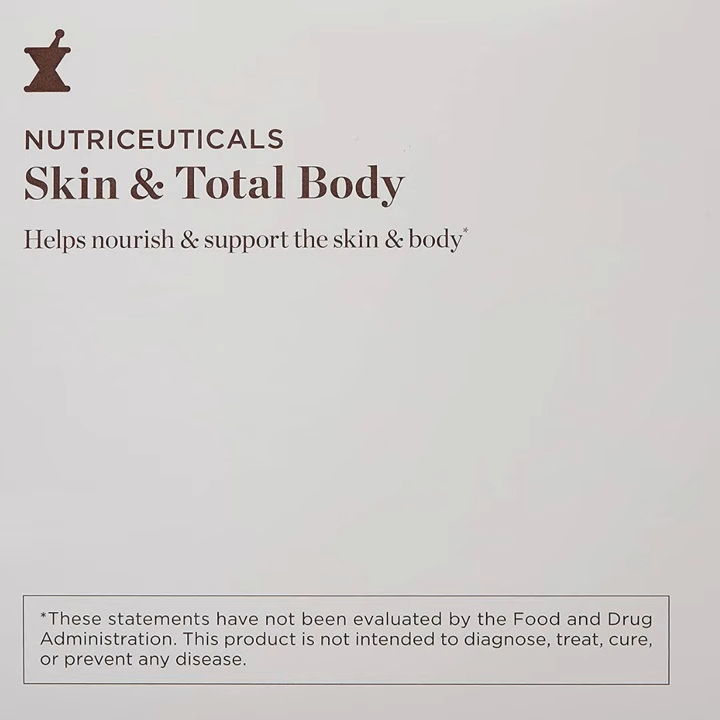 NUTRICEUTICALS
Skin & Total Body
Helps nourish & support the skin & body*
*These statements have not been evaluated by the Food and Drug
Administration. This product is not intended to diagnose, treat, cure,
or prevent any disease.